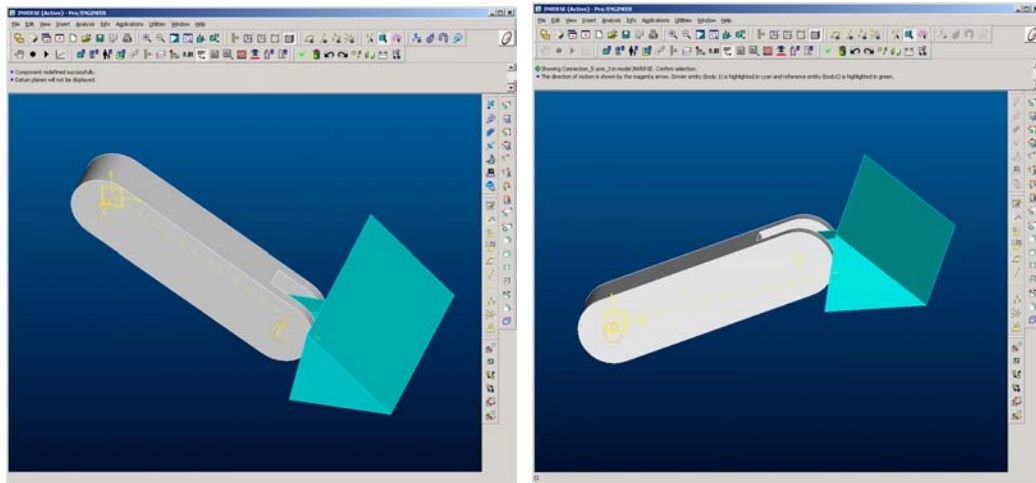 INVERSE (Active) - Pro/ENGINEER
File Edit View Insert Analysis Info Applications Utilities Window Help
• Component redefined successfully.
• Datum planes will not be displayed.
INVERSE (Active) - Pro/ENGINEER
File Edit View Insert Analysis Info Applications Utilities Window Help
Showing Connection_5.axis_3 in model INVERSE. Confirm selection.
• The direction of motion is shown by the magenta arrow. Driven entity (body 1) is highlighted in cyan and reference entity (body2) is highlighted in green.